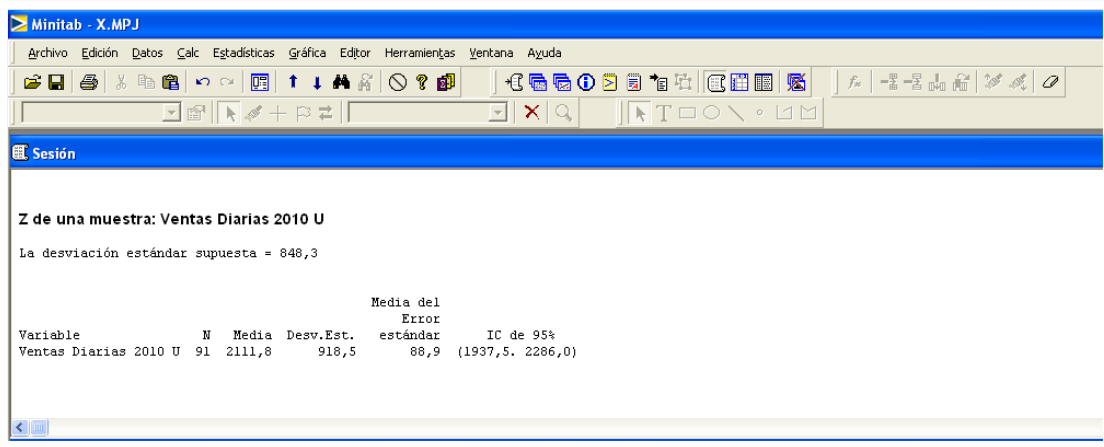 Minitab - X.MPJ
Archivo Edición Datos Calc Estadísticas Gráfica Editor Herramientas Ventana Ayuda
Sesión
Z de una muestra: Ventas Diarias 2010 U
La desviación estándar supuesta = 848,3
Media del
Error
Variable N Media Desv.Est. estándar IC de 95%
Ventas Diarias 2010 U 91 2111,8 918,5 88,9 (1937,5. 2286,0)